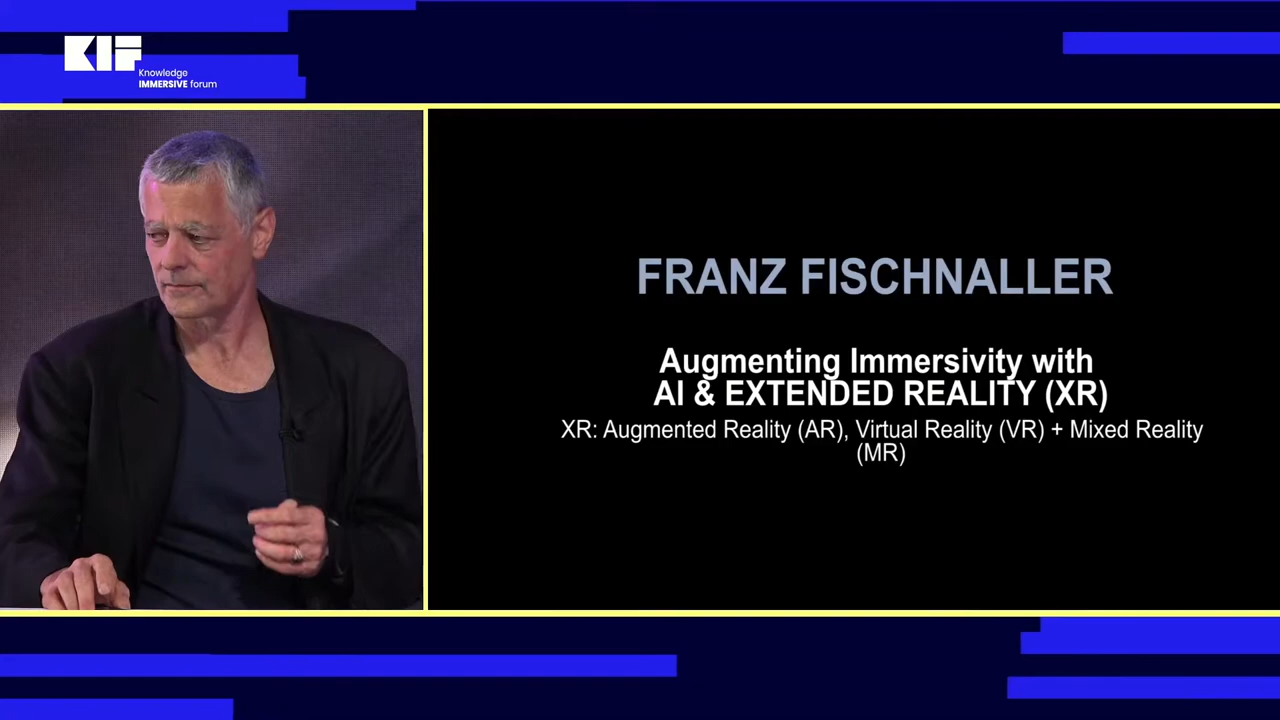 KIF
Knowledge
IMMERSIVE forum
FRANZ FISCHNALLER
Augmenting Immersivity with
AI & EXTENDED REALITY (XR)
XR: Augmented Reality (AR), Virtual Reality (VR) + Mixed Reality
(MR)